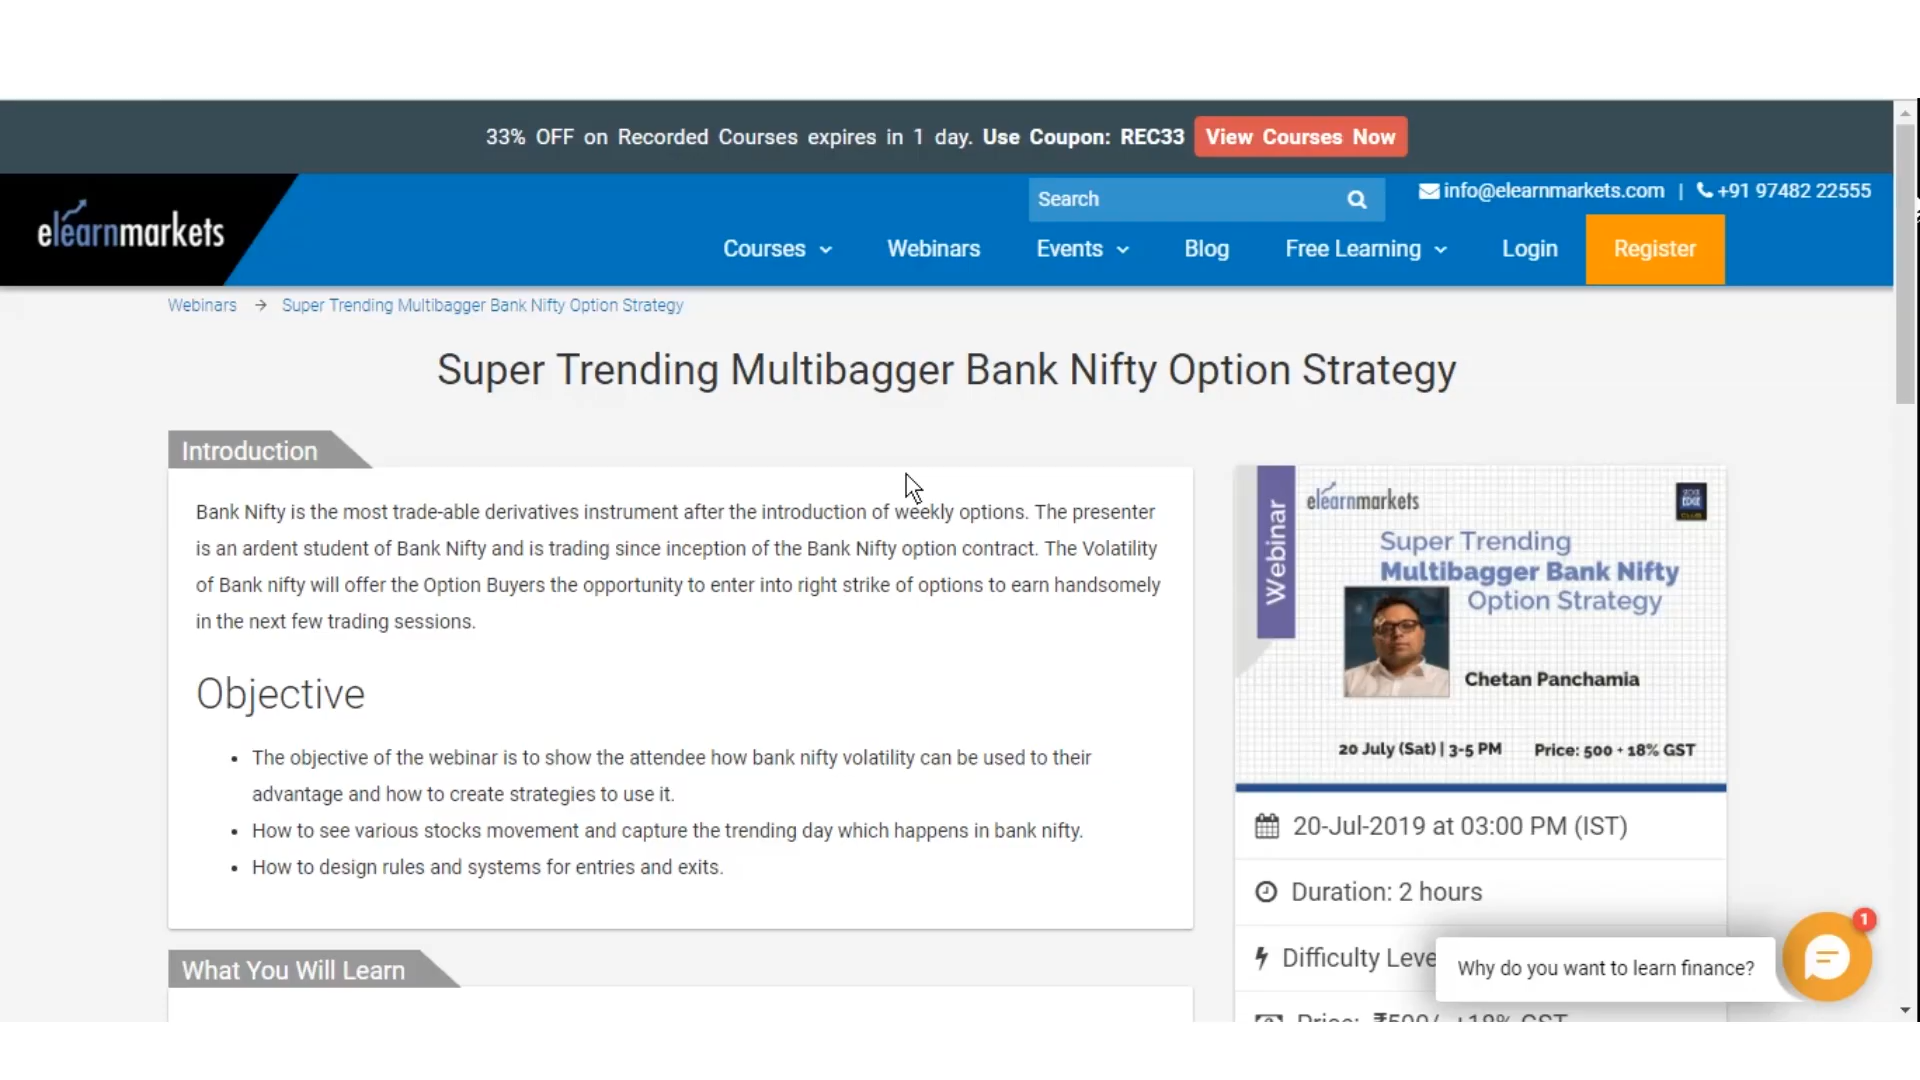 33% OFF on Recorded Courses expires in 1 day. Use Coupon: REC33 View Courses Now
elearnmarkets
Search
info@elearnmarkets.com | +91 97482 22555
Courses Webinars Events Blog Free Learning Login Register
Webinars → Super Trending Multibagger Bank Nifty Option Strategy
Super Trending Multibagger Bank Nifty Option Strategy
Introduction
Bank Nifty is the most trade-able derivatives instrument after the introduction of weekly options. The presenter
is an ardent student of Bank Nifty and is trading since inception of the Bank Nifty option contract. The Volatility
of Bank nifty will offer the Option Buyers the opportunity to enter into right strike of options to earn handsomely
in the next few trading sessions.
Objective
• The objective of the webinar is to show the attendee how bank nifty volatility can be used to their
advantage and how to create strategies to use it.
• How to see various stocks movement and capture the trending day which happens in bank nifty.
• How to design rules and systems for entries and exits.
What You Will Learn
Webinar
elearnmarkets
Super Trending
Multibagger Bank Nifty
Option Strategy
Chetan Panchamia
20 July (Sat) | 3-5 PM Price: 500 + 18% GST
20-Jul-2019 at 03:00 PM (IST)
Duration: 2 hours
Difficulty Leve
Why do you want to learn finance?
1
Price: ₹500/- +18% GST